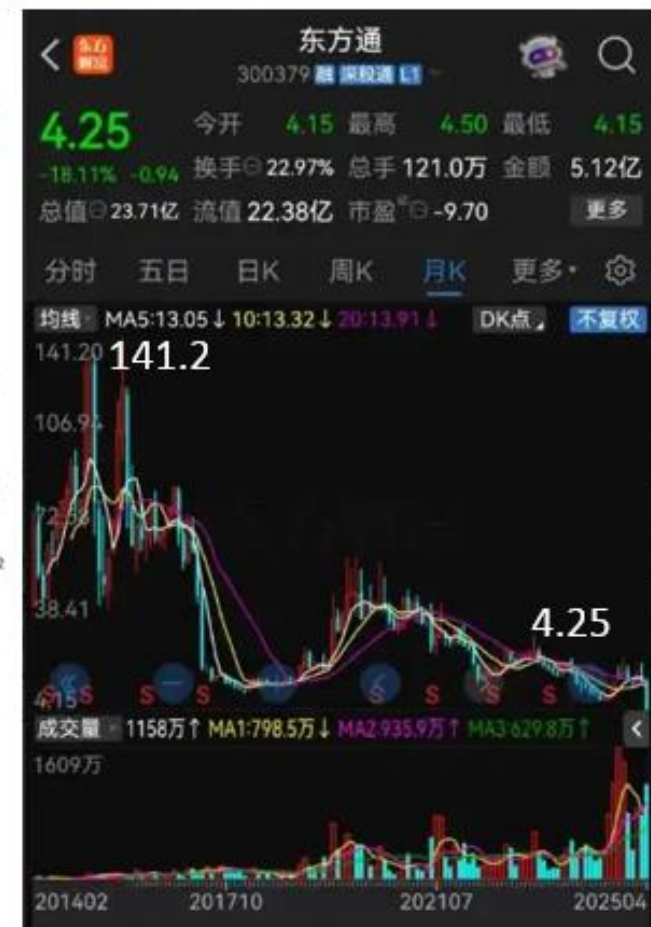 东方通
东方财富
300379 融 深股通 L1
4.25 今开 4.15 最高 4.50 最低 4.15
-18.11% -0.94 换手 22.97% 总手 121.0万 金额 5.12亿
总值 23.71亿 流值 22.38亿 市盈 -9.70 更多
分时 五日 日K 周K 月K 更多
均线 MA5:13.05↓ 10:13.32↓ 20:13.91↓ DK点 不复权
141.20 141.2
106.94
38.41
4.25
4.15
S S S S S S S S
成交量 1158万↑ MA1:798.5万↓ MA2:935.9万↑ MA3:629.8万↑
1609万
201402 201710 202107 202504